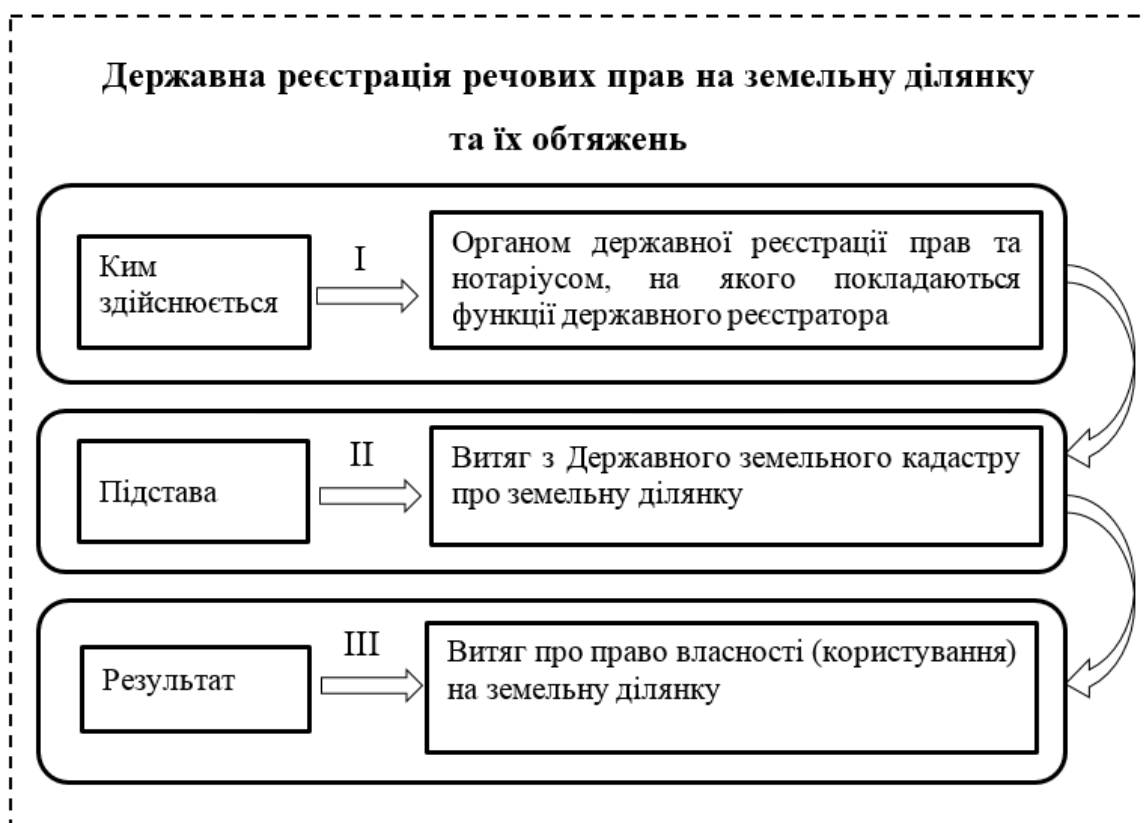 Державна реєстрація речових прав на земельну ділянку
та їх обтяжень
Ким
здійснюється
I
Органом державної реєстрації прав та
нотаріусом, на якого покладаються
функції державного реєстратора
Підстава
II
Витяг з Державного земельного кадастру
про земельну ділянку
Результат
III
Витяг про право власності (користування)
на земельну ділянку